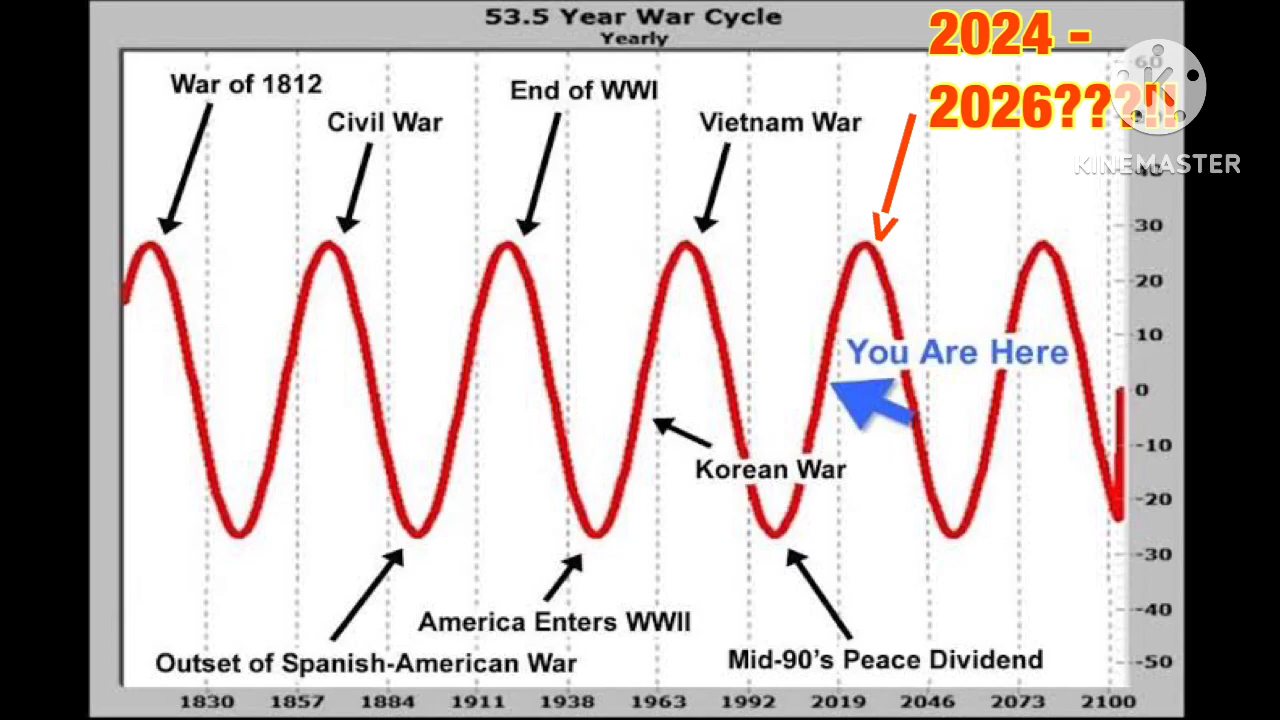 53.5 Year War Cycle
Yearly
2024 -
2026???!!
60
KINEMASTER
War of 1812
End of WWI
Civil War
Vietnam War
40
30
20
10
You Are Here
0
-10
Korean War
-20
-30
-40
America Enters WWII
Outset of Spanish-American War
Mid-90's Peace Dividend
-50
1830 1857 1884 1911 1938 1963 1992 2019 2046 2073 2100